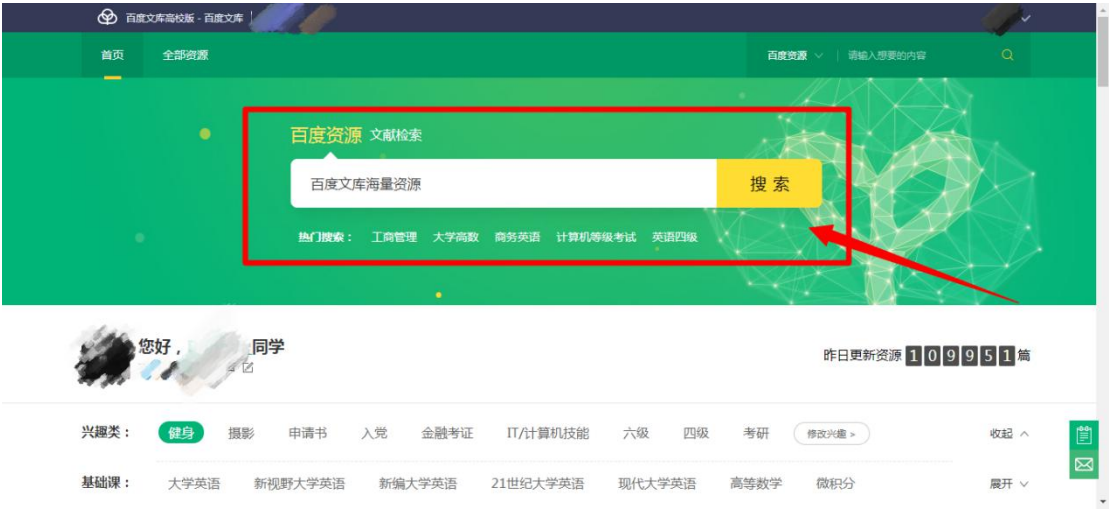 百度文库高校版 - 百度文库 |
首页 全部资源 百度资源 | 请输入想要的内容
百度资源 文献检索
百度文库海量资源 搜 索
热门搜索： 工商管理 大学高数 商务英语 计算机等级考试 英语四级
您好， 同学
昨日更新资源 109951 篇
兴趣类： 健身 摄影 申请书 入党 金融考证 IT/计算机技能 六级 四级 考研 修改兴趣 > 收起
基础课： 大学英语 新视野大学英语 新编大学英语 21世纪大学英语 现代大学英语 高等数学 微积分 展开